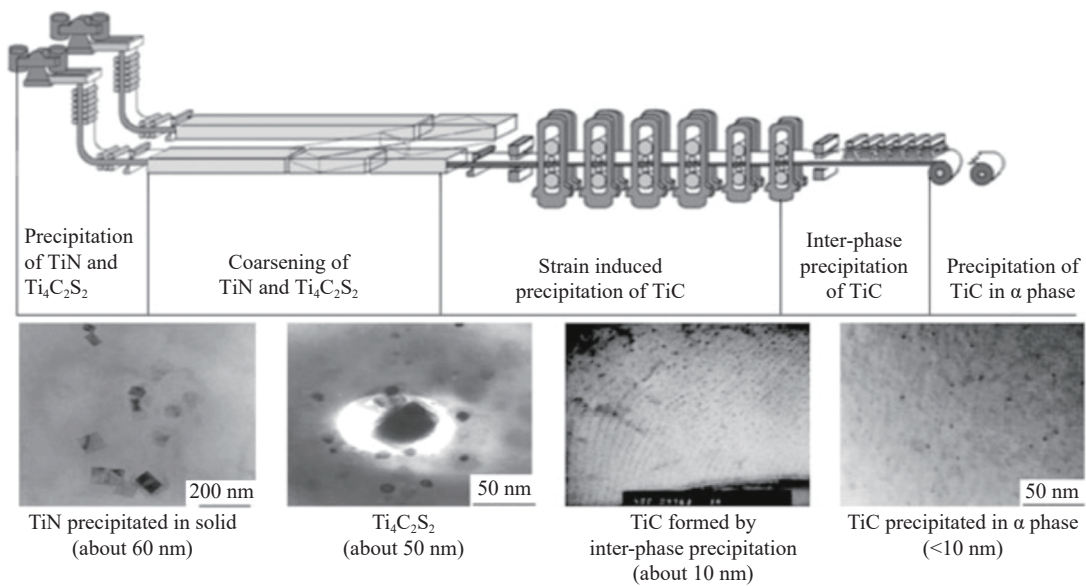 Precipitation
of TiN and
Ti₄C₂S₂
Coarsening of
TiN and Ti₄C₂S₂
Strain induced
precipitation of TiC
Inter-phase
precipitation
of TiC
Precipitation of
TiC in α phase
200 nm
50 nm
50 nm
TiN precipitated in solid
(about 60 nm)
Ti₄C₂S₂
(about 50 nm)
TiC formed by
inter-phase precipitation
(about 10 nm)
TiC precipitated in α phase
(<10 nm)